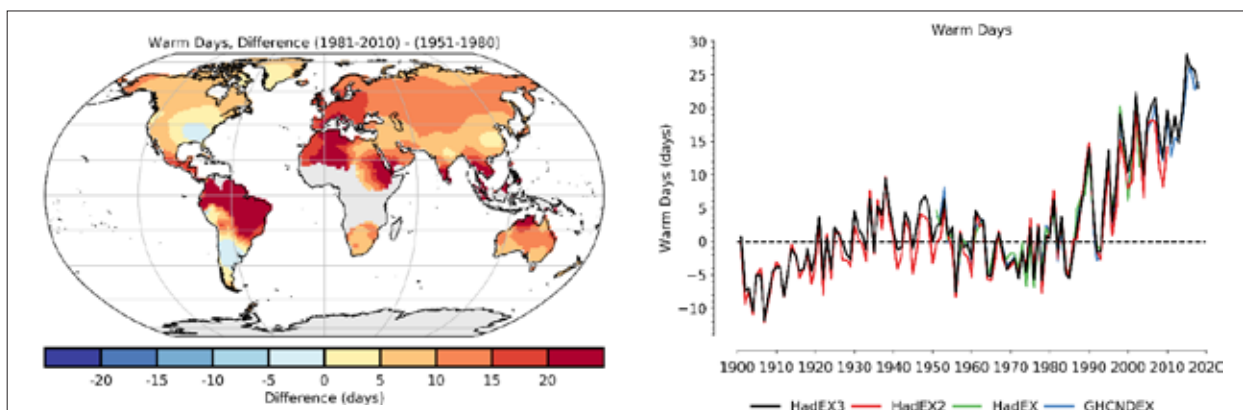 Warm Days, Difference (1981-2010) - (1951-1980)
-20 -15 -10 -5 0 5 10 15 20
Difference (days)
Warm Days
30
25
20
15
10
5
0
−5
−10
Warm Days (days)
1900 1910 1920 1930 1940 1950 1960 1970 1980 1990 2000 2010 2020
HadEX3 HadEX2 HadEX GHCNDEX